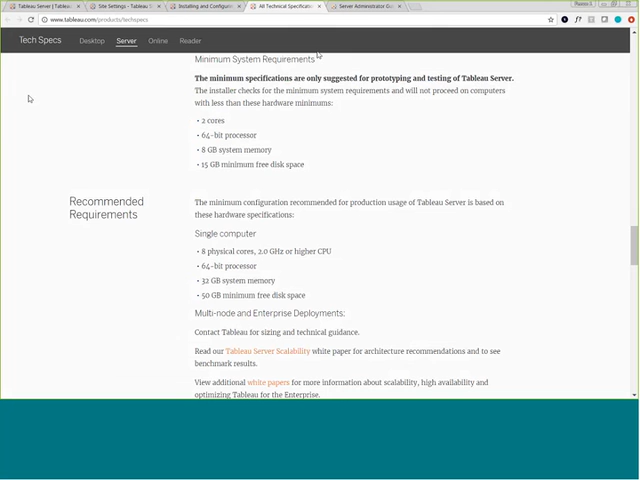 Tableau Server | Tableau
Site Settings - Tableau S
Installing and Configurin
All Technical Specificatio
Server Administrator Gu
www.tableau.com/products/techspecs
Tech Specs
Desktop
Server
Online
Reader
Minimum System Requirements
The minimum specifications are only suggested for prototyping and testing of Tableau Server.
The installer checks for the minimum system requirements and will not proceed on computers
with less than these hardware minimums:
• 2 cores
• 64-bit processor
• 8 GB system memory
• 15 GB minimum free disk space
Recommended
Requirements
The minimum configuration recommended for production usage of Tableau Server is based on
these hardware specifications:
Single computer
• 8 physical cores, 2.0 GHz or higher CPU
• 64-bit processor
• 32 GB system memory
• 50 GB minimum free disk space
Multi-node and Enterprise Deployments:
Contact Tableau for sizing and technical guidance.
Read our Tableau Server Scalability white paper for architecture recommendations and to see
benchmark results.
View additional white papers for more information about scalability, high availability and
optimizing Tableau for the Enterprise.